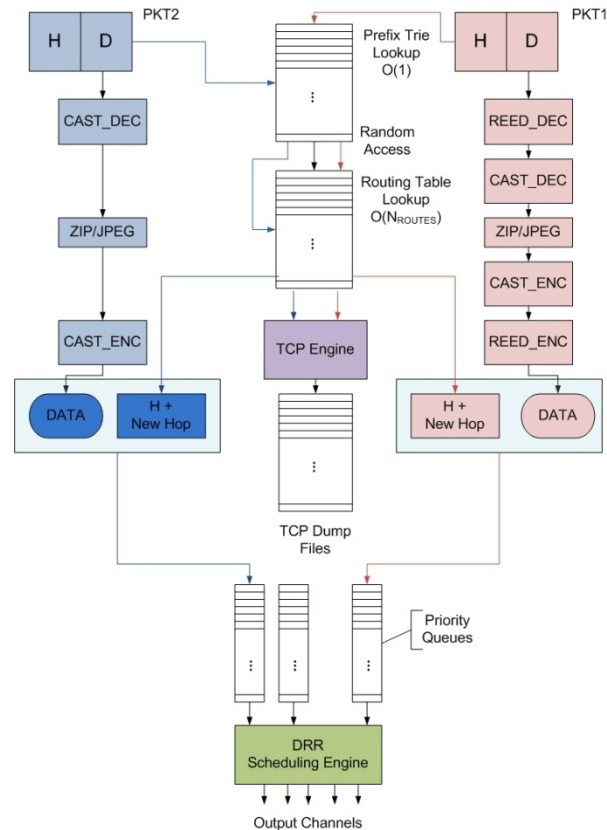 PKT2
H D
CAST_DEC
ZIP/JPEG
CAST_ENC
DATA
H +
New Hop
Prefix Trie
Lookup
O(1)
Random
Access
Routing Table
Lookup
O(N_ROUTES)
TCP Engine
TCP Dump
Files
PKT1
H D
REED_DEC
CAST_DEC
ZIP/JPEG
CAST_ENC
REED_ENC
H +
New Hop
DATA
Priority
Queues
DRR
Scheduling Engine
Output Channels